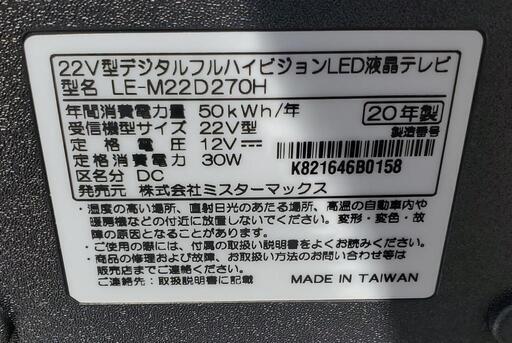 22V型デジタルフルハイビジョンLED液晶テレビ
型名 LE-M22D270H
年間消費電力量 50kWh/年
受信機型サイズ 22V型
定格電圧 12V⎓
定格消費電力 30W
区名分 DC
発売元 株式会社ミスターマックス
20年製
製造番号
K821646B0158
・湿度の高い場所、直射日光のあたる場所、高温の自動車内や
暖房機などの付近に放置しないでください。変形・変色・故
障の原因となることがあります。
・ご使用の際には、付属の取扱い説明書をよくお読みください。
・商品の修理および故障、お取扱い方法のお問い合わせ等は
販売店までご連絡ください。
ご連絡先:取扱説明書に記載
MADE IN TAIWAN